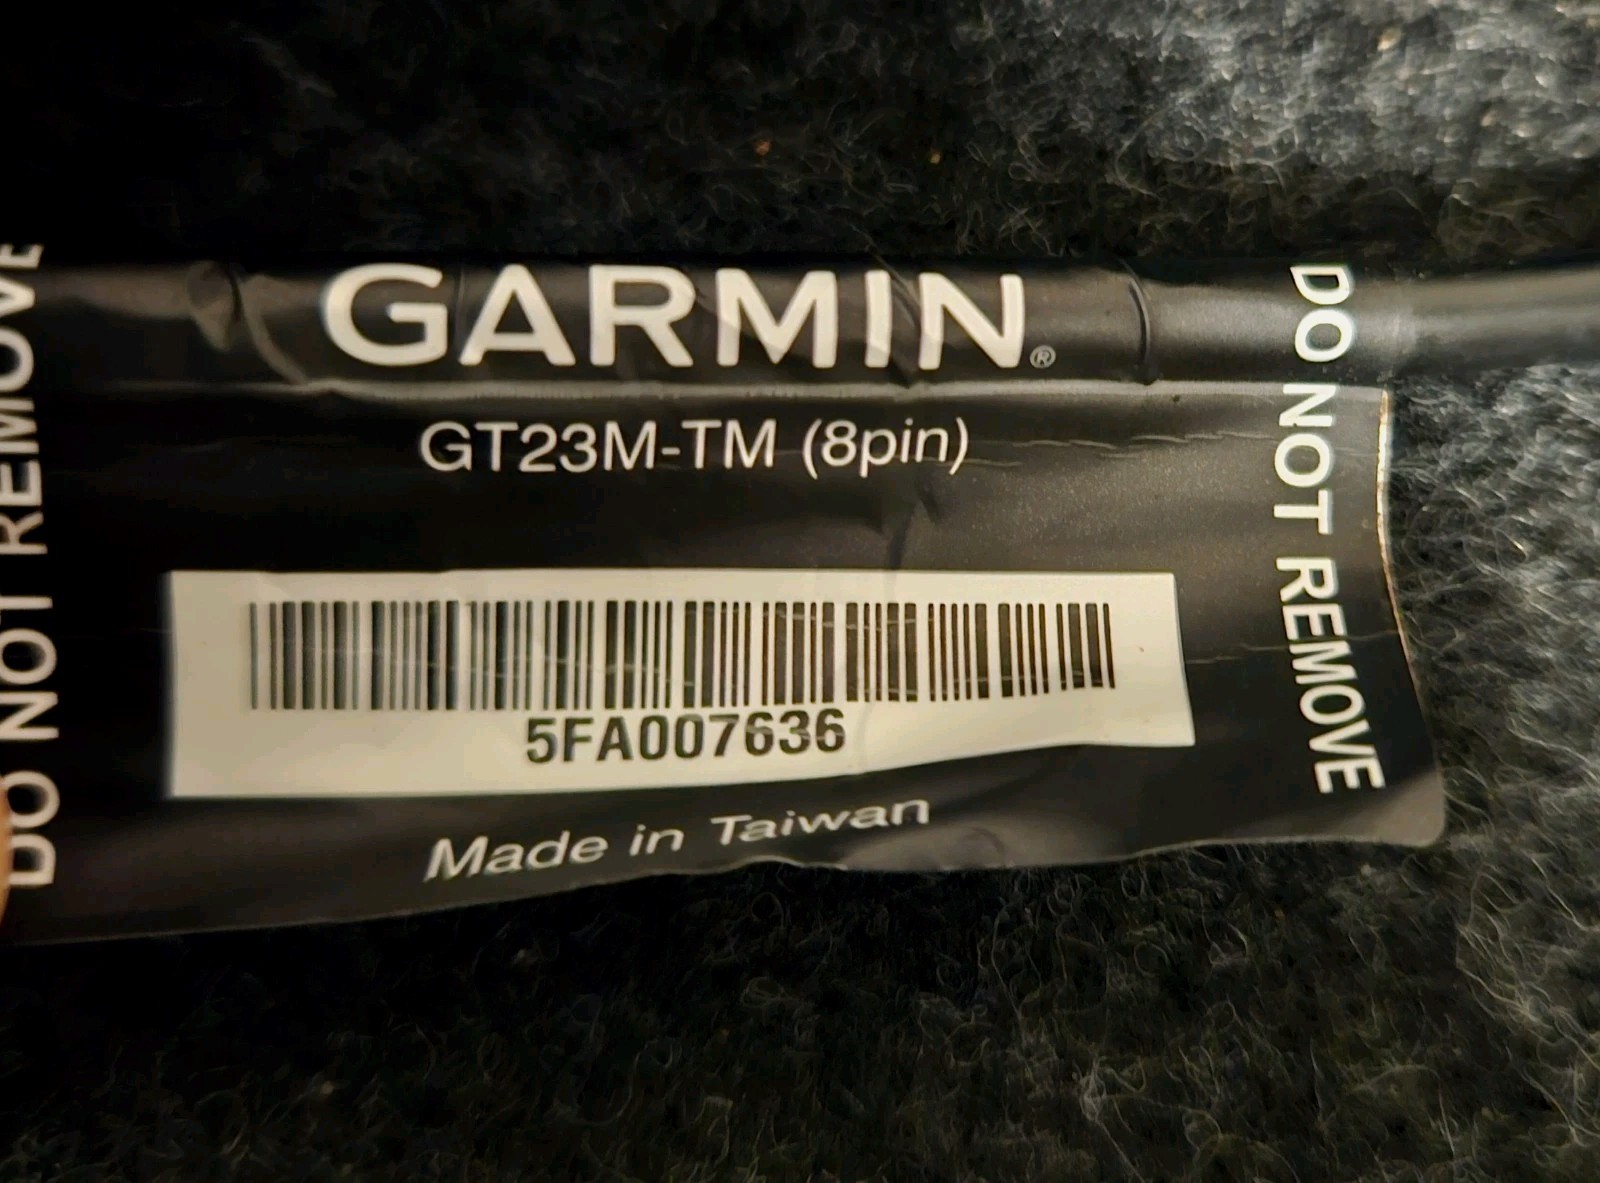 DO NOT REMOVE
GARMIN®
GT23M-TM (8pin)
5FA007636
Made in Taiwan
DO NOT REMOVE